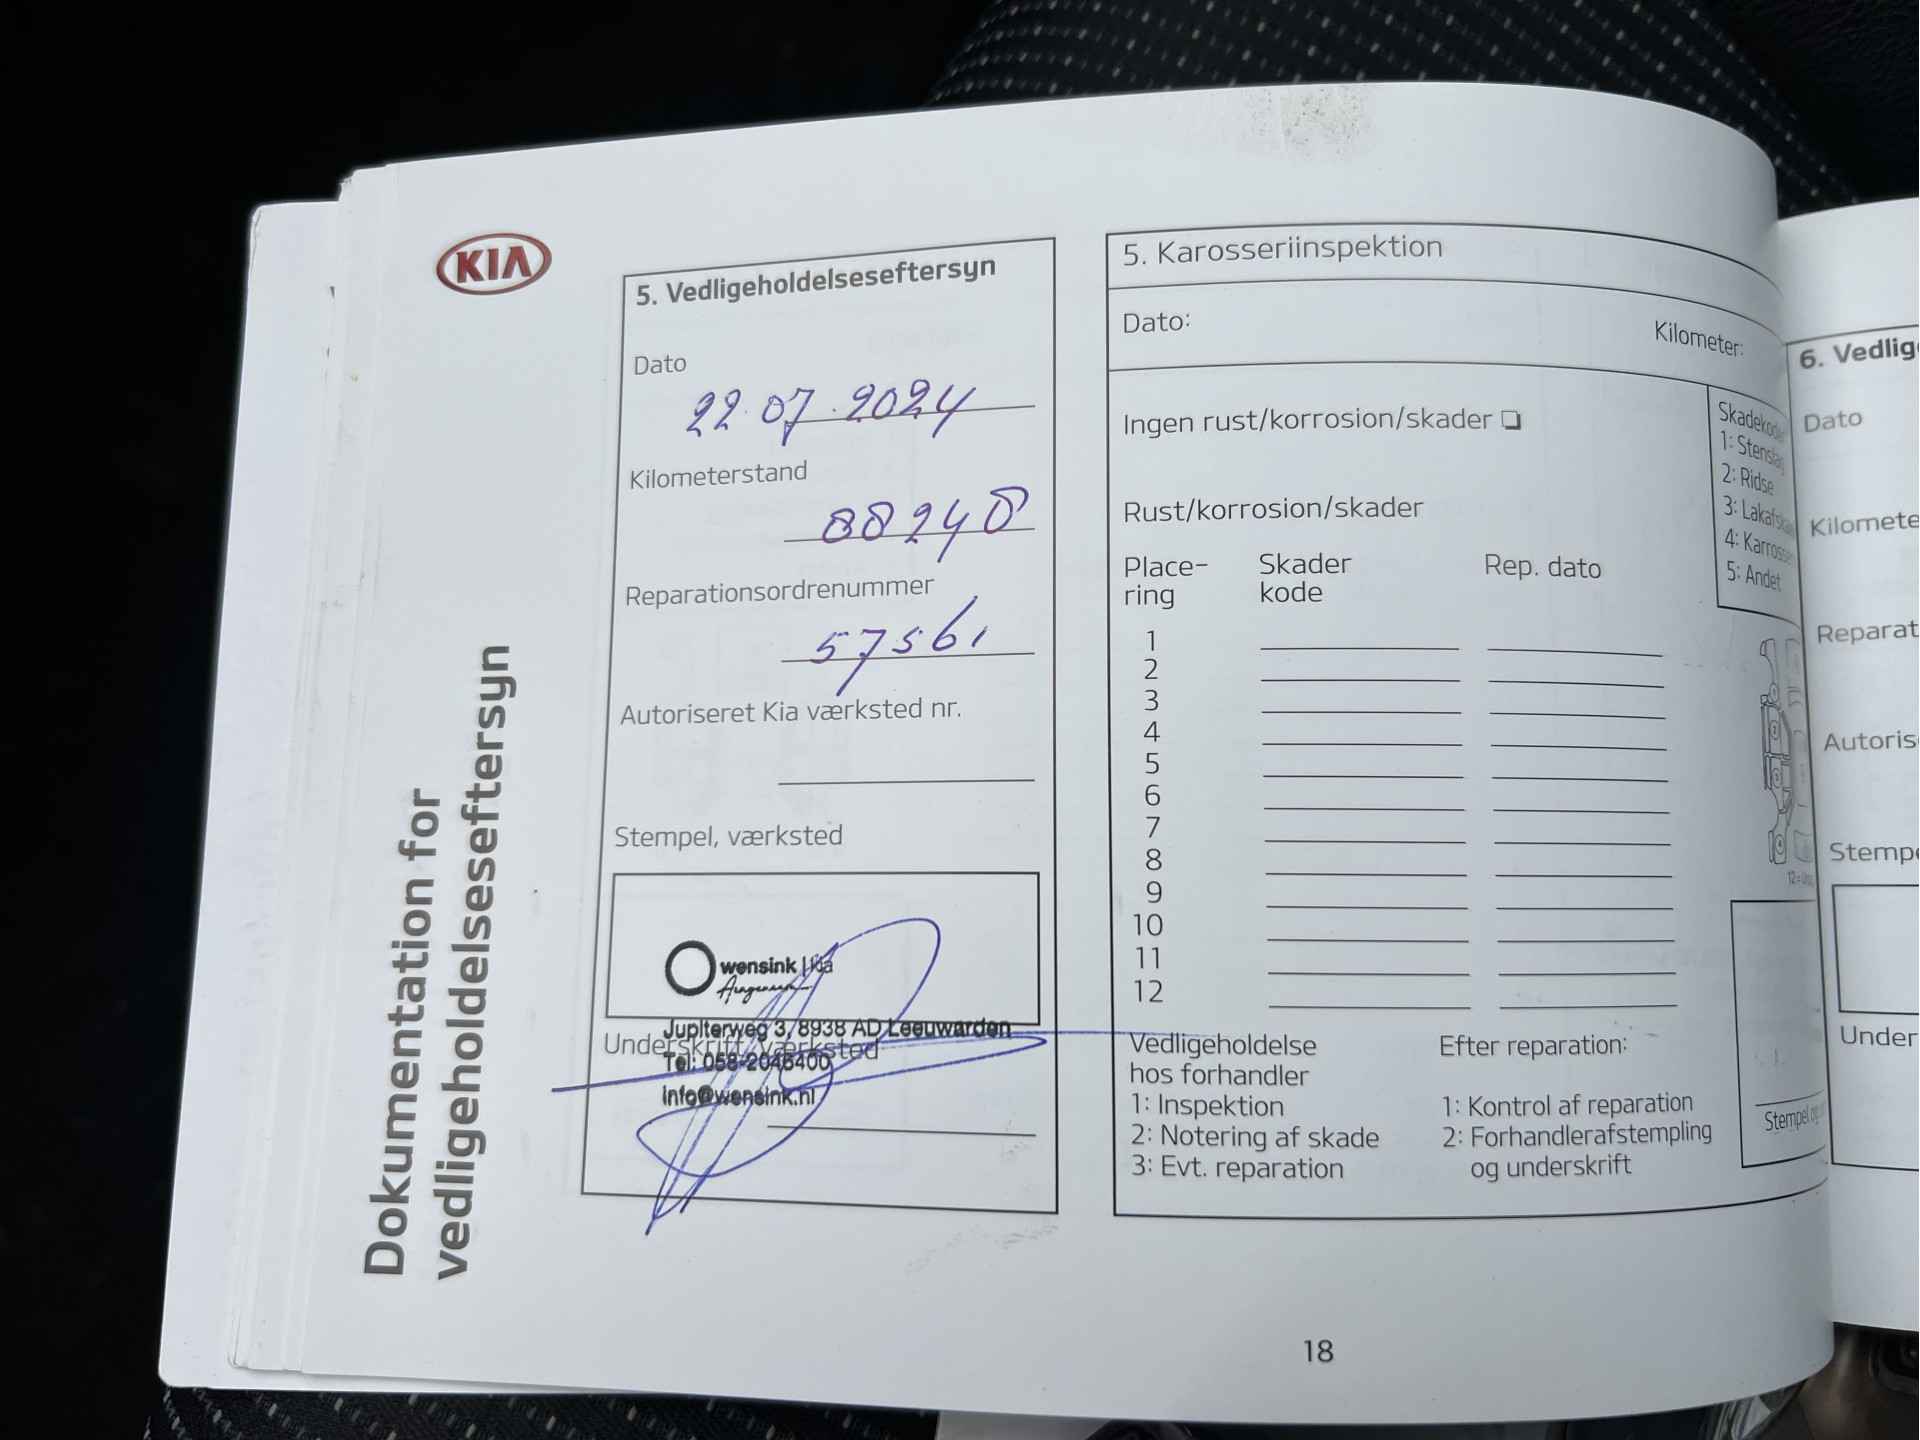 KIA
Dokumentation for
vedligeholdelseseftersyn
5. Vedligeholdelseseftersyn
Dato
22.07.2024
Kilometerstand
88248
Reparationsordrenummer
57561
Autoriseret Kia værksted nr.
Stempel, værksted
wensink | kia
Jupiterweg 3, 8938 AD Leeuwarden
Underskrift, værksted
Tel: 058-2046400
info@wensink.nl
5. Karosseriinspektion
Dato:
Kilometer:
Ingen rust/korrosion/skader ❏
Rust/korrosion/skader
Place-
ring
Skader
kode
Rep. dato
1
2
3
4
5
6
7
8
9
10
11
12
1: Stenslag
2: Ridse
5: Andet
Vedligeholdelse
hos forhandler
1: Inspektion
2: Notering af skade
3: Evt. reparation
Efter reparation:
1: Kontrol af reparation
2: Forhandlerafstempling
og underskrift
Stempel
18
6. Vedlig
Dato
Kilomete
Reparat
Autoris
Stempe
Under